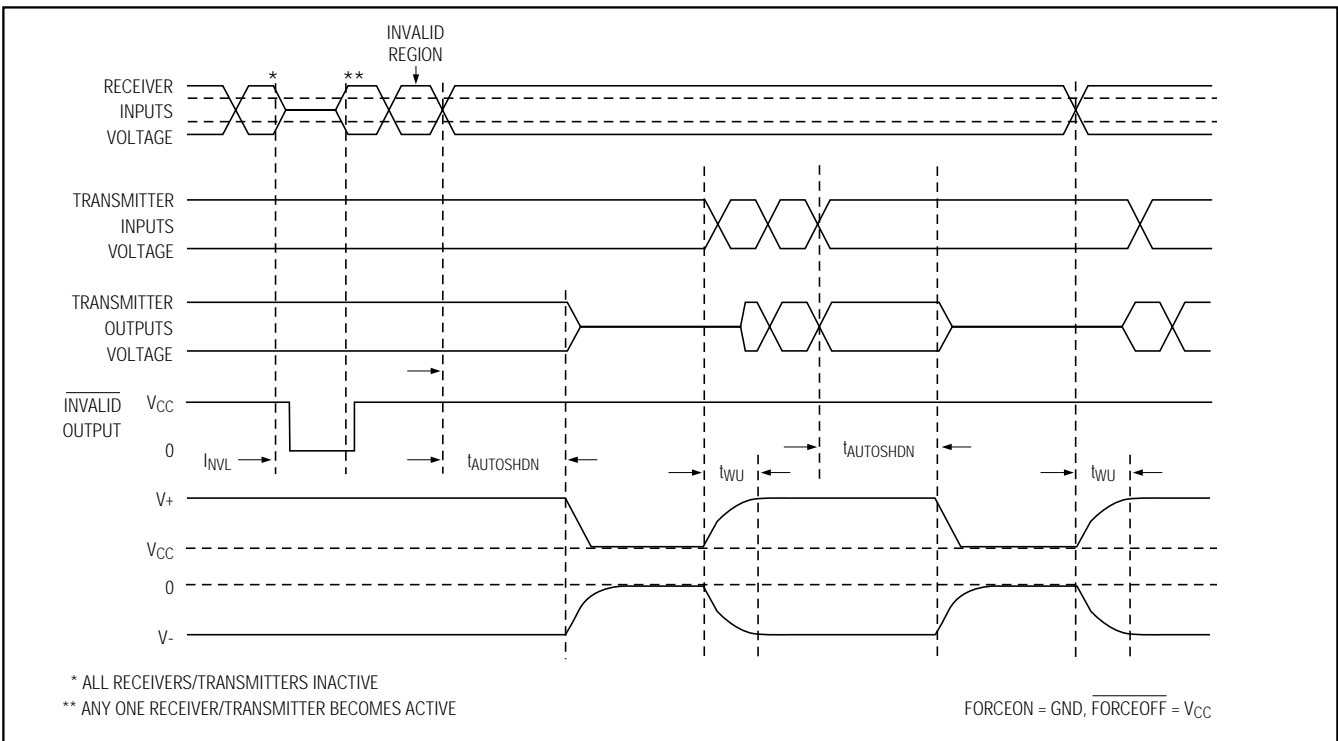 INVALID
REGION
* **
RECEIVER
INPUTS
VOLTAGE
TRANSMITTER
INPUTS
VOLTAGE
TRANSMITTER
OUTPUTS
VOLTAGE
INVALID
OUTPUT
VCC
0
INVL
tAUTOSHDN
tWU
tAUTOSHDN
tWU
V+
VCC
0
V-
* ALL RECEIVERS/TRANSMITTERS INACTIVE
** ANY ONE RECEIVER/TRANSMITTER BECOMES ACTIVE
FORCEON = GND, FORCEOFF = VCC